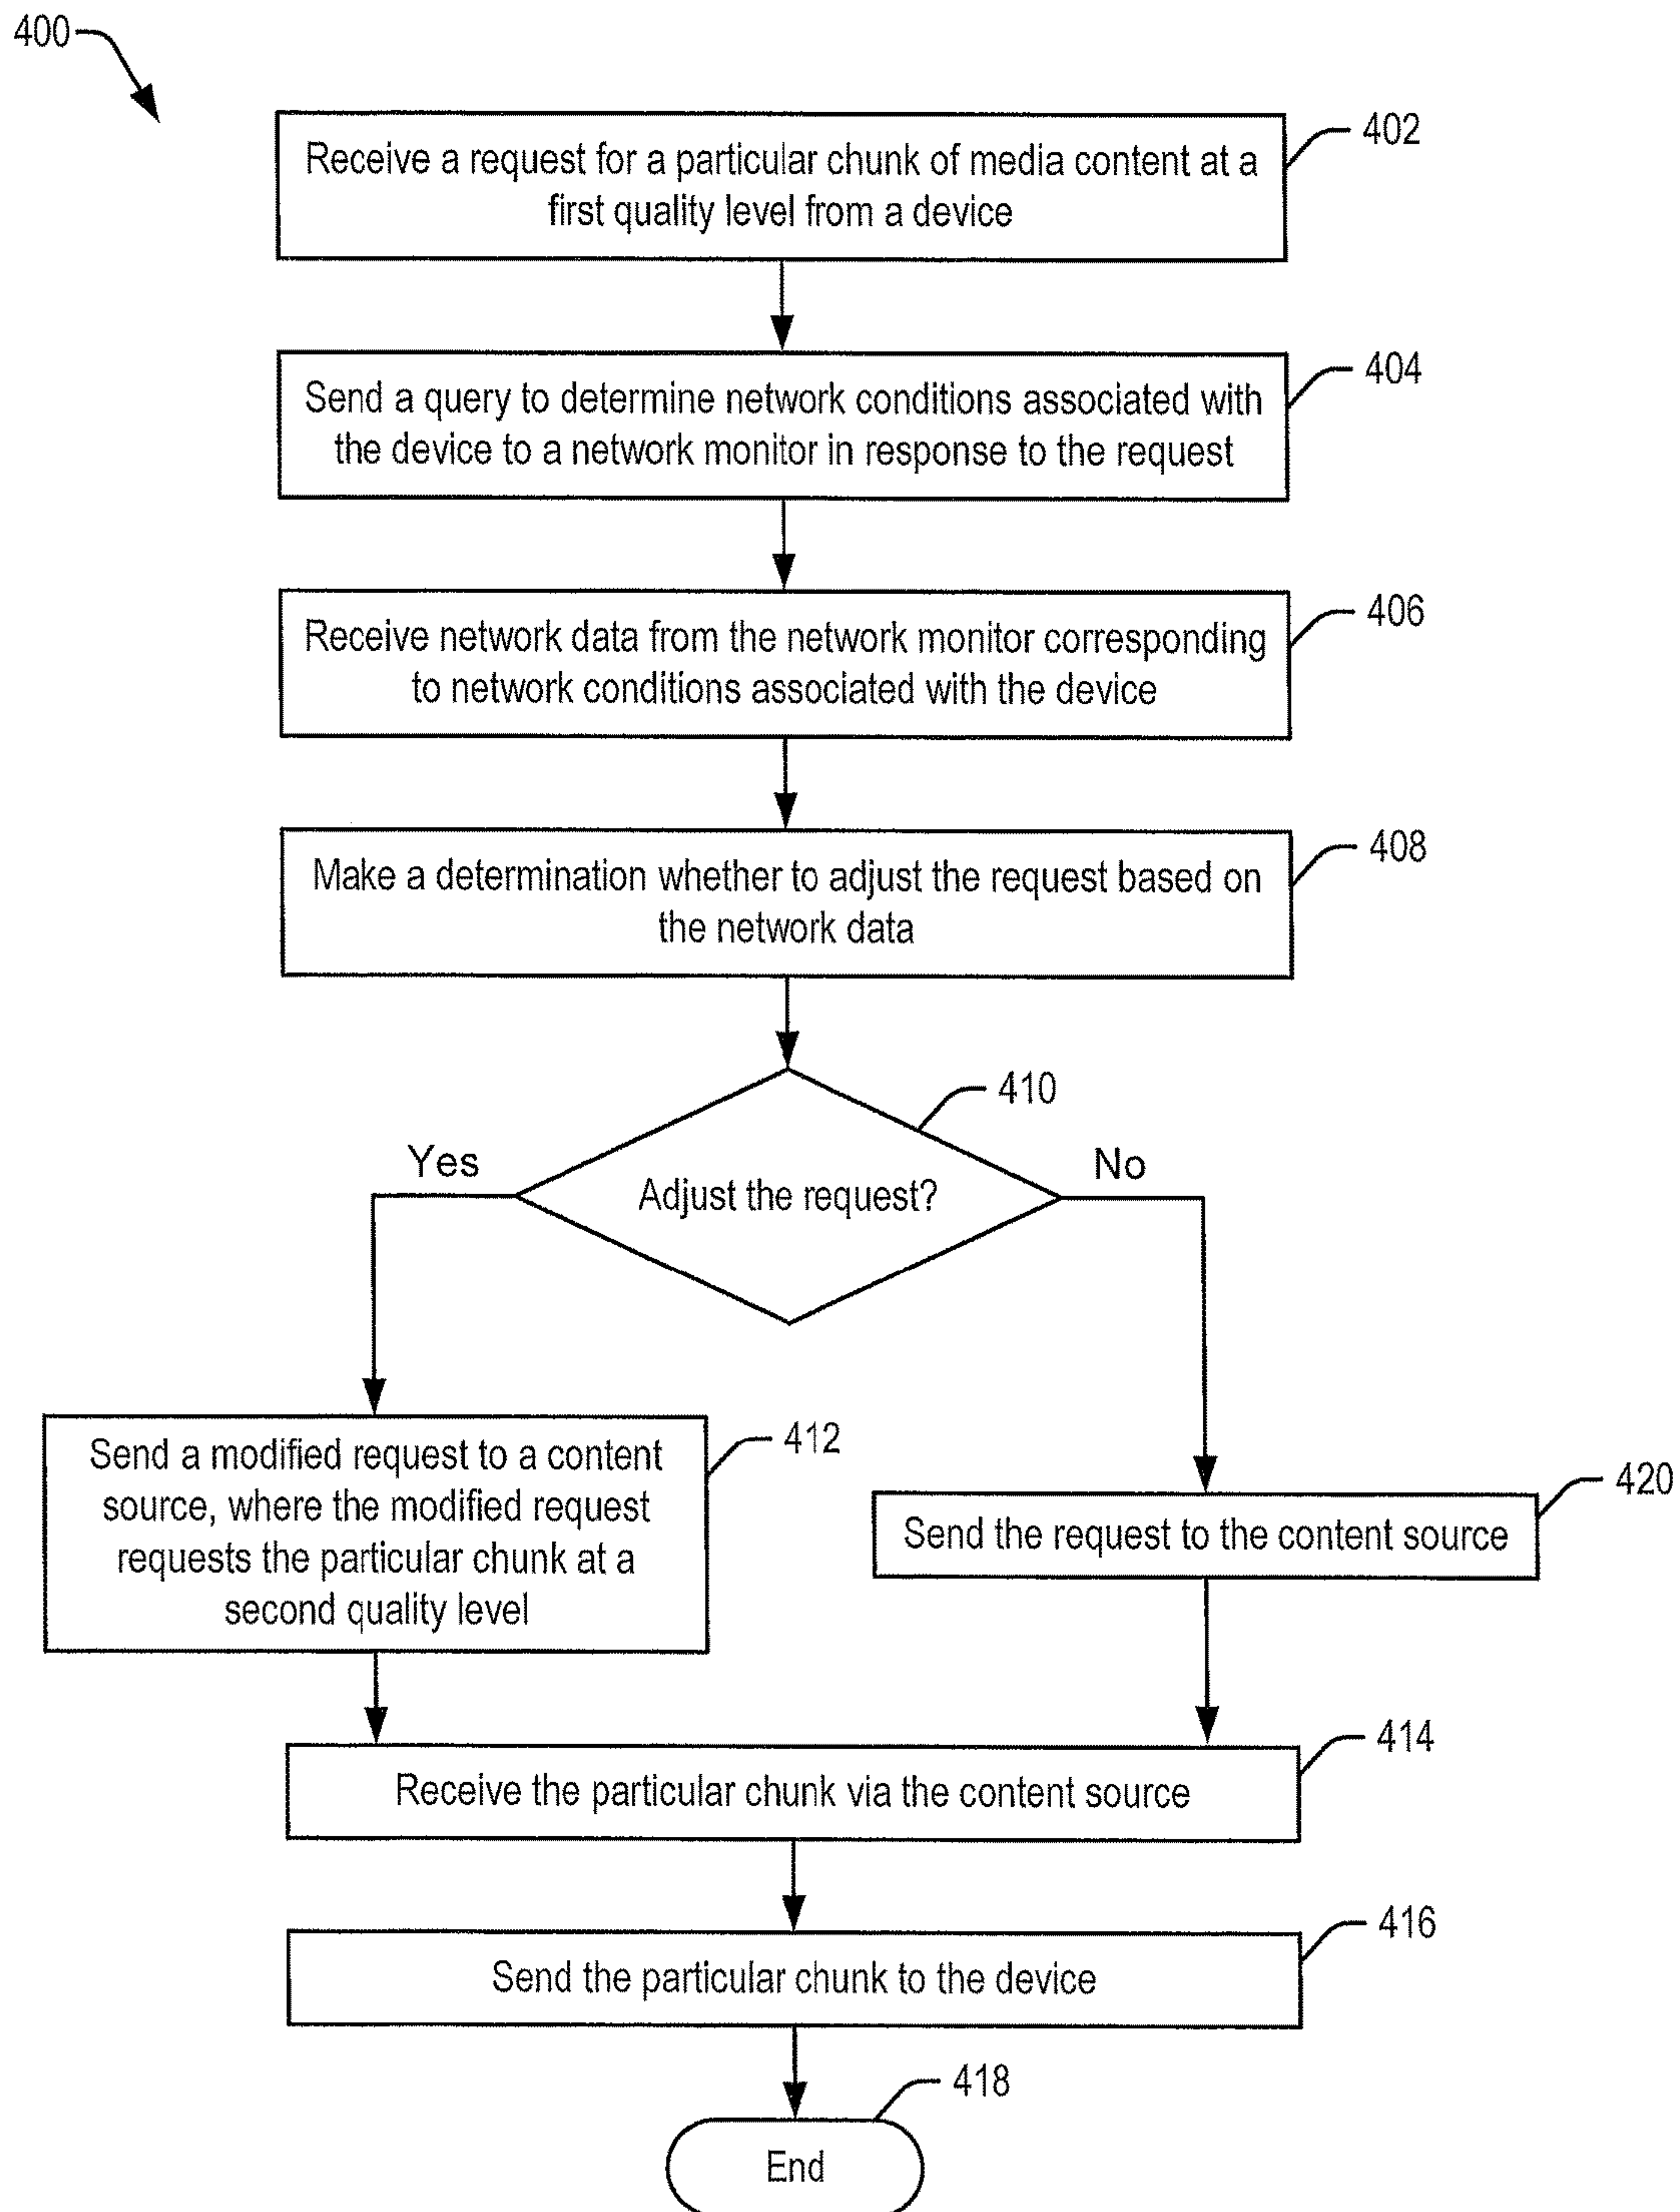 400
402
Receive a request for a particular chunk of media content at a
first quality level from a device
404
Send a query to determine network conditions associated with
the device to a network monitor in response to the request
406
Receive network data from the network monitor corresponding
to network conditions associated with the device
408
Make a determination whether to adjust the request based on
the network data
410
Yes
No
Adjust the request?
412
Send a modified request to a content
source, where the modified request
requests the particular chunk at a
second quality level
420
Send the request to the content source
414
Receive the particular chunk via the content source
416
Send the particular chunk to the device
418
End